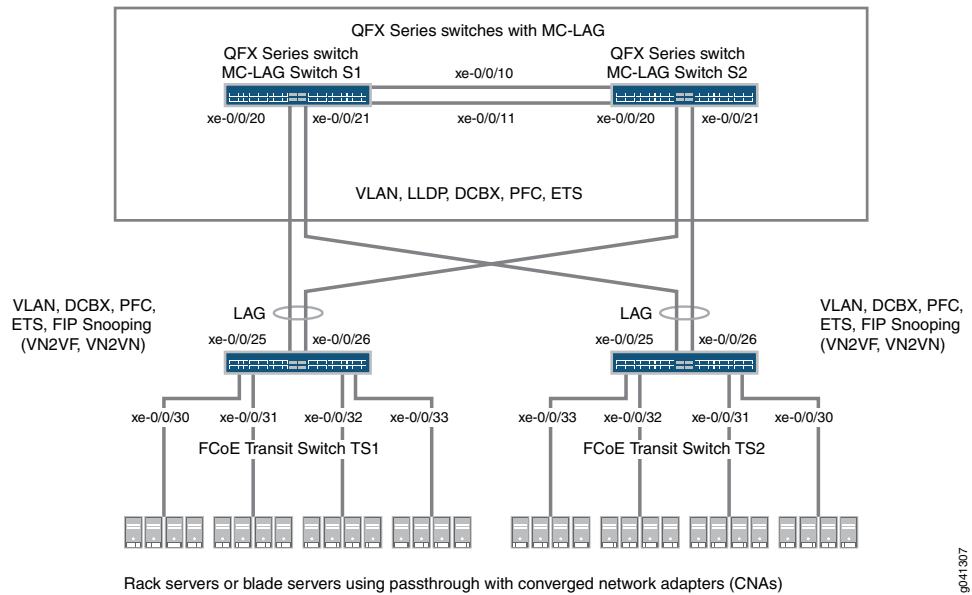 QFX Series switches with MC-LAG
QFX Series switch
MC-LAG Switch S1
QFX Series switch
MC-LAG Switch S2
xe-0/0/10
xe-0/0/20
xe-0/0/21
xe-0/0/11
xe-0/0/20
xe-0/0/21
VLAN, LLDP, DCBX, PFC, ETS
VLAN, DCBX, PFC,
ETS, FIP Snooping
(VN2VF, VN2VN)
LAG
LAG
VLAN, DCBX, PFC,
ETS, FIP Snooping
(VN2VF, VN2VN)
xe-0/0/25
xe-0/0/26
xe-0/0/25
xe-0/0/26
xe-0/0/30
xe-0/0/31
xe-0/0/32
xe-0/0/33
xe-0/0/33
xe-0/0/32
xe-0/0/31
xe-0/0/30
FCoE Transit Switch TS1
FCoE Transit Switch TS2
Rack servers or blade servers using passthrough with converged network adapters (CNAs)
g041307